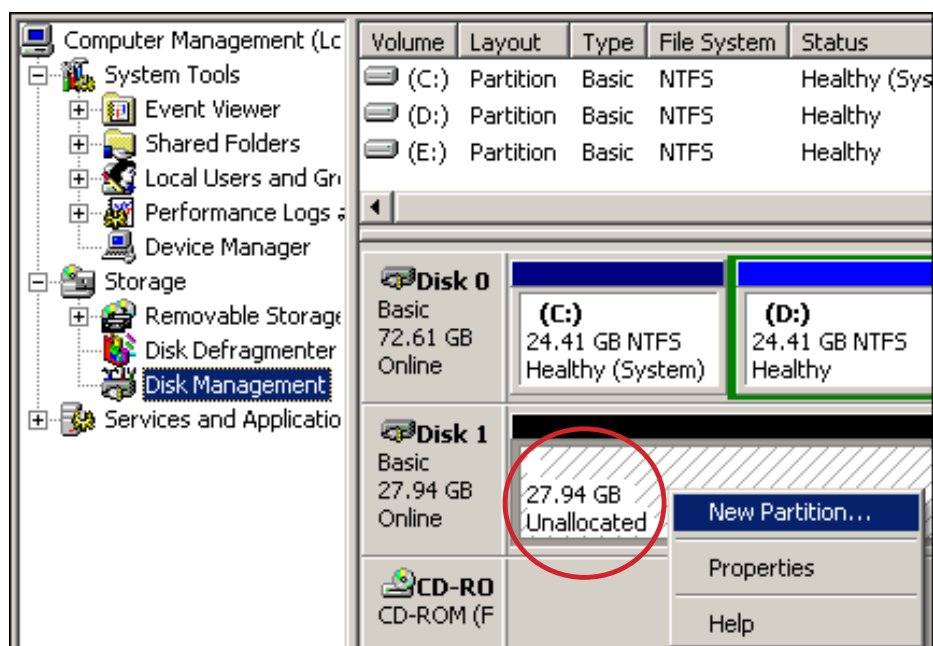 Computer Management (Lc
System Tools
Event Viewer
Shared Folders
Local Users and Gr
Performance Logs a
Device Manager
Storage
Removable Storage
Disk Defragmenter
Disk Management
Services and Applicatio
Volume Layout Type File System Status
(C:) Partition Basic NTFS Healthy (Sys
(D:) Partition Basic NTFS Healthy
(E:) Partition Basic NTFS Healthy
Disk 0
Basic
72.61 GB
Online
(C:)
24.41 GB NTFS
Healthy (System)
(D:)
24.41 GB NTFS
Healthy
Disk 1
Basic
27.94 GB
Online
27.94 GB
Unallocated
New Partition...
Properties
Help
CD-RO
CD-ROM (F